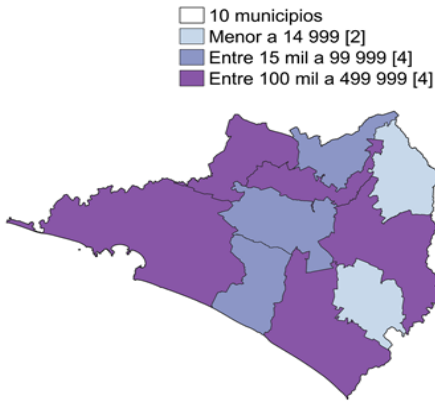 10 municipios
Menor a 14 999 [2]
Entre 15 mil a 99 999 [4]
Entre 100 mil a 499 999 [4]